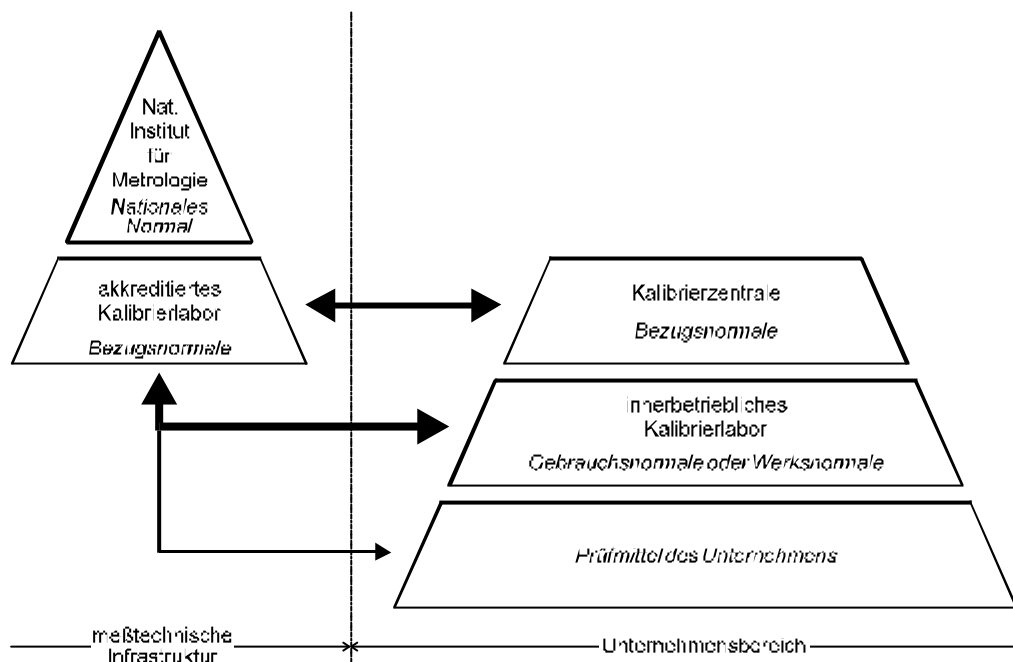 Nat.
Institut
für
Metrologie
Nationales
Normal
akkreditiertes
Kalibrierlabor
Bezugsnormale
Kalibrierzentrale
Bezugsnormale
innerbetriebliches
Kalibrierlabor
Gebrauchsnormale oder Werksnormale
Prüfmittel des Unternehmens
meßtechnische
Infrastruktur
Unternehmensbereich